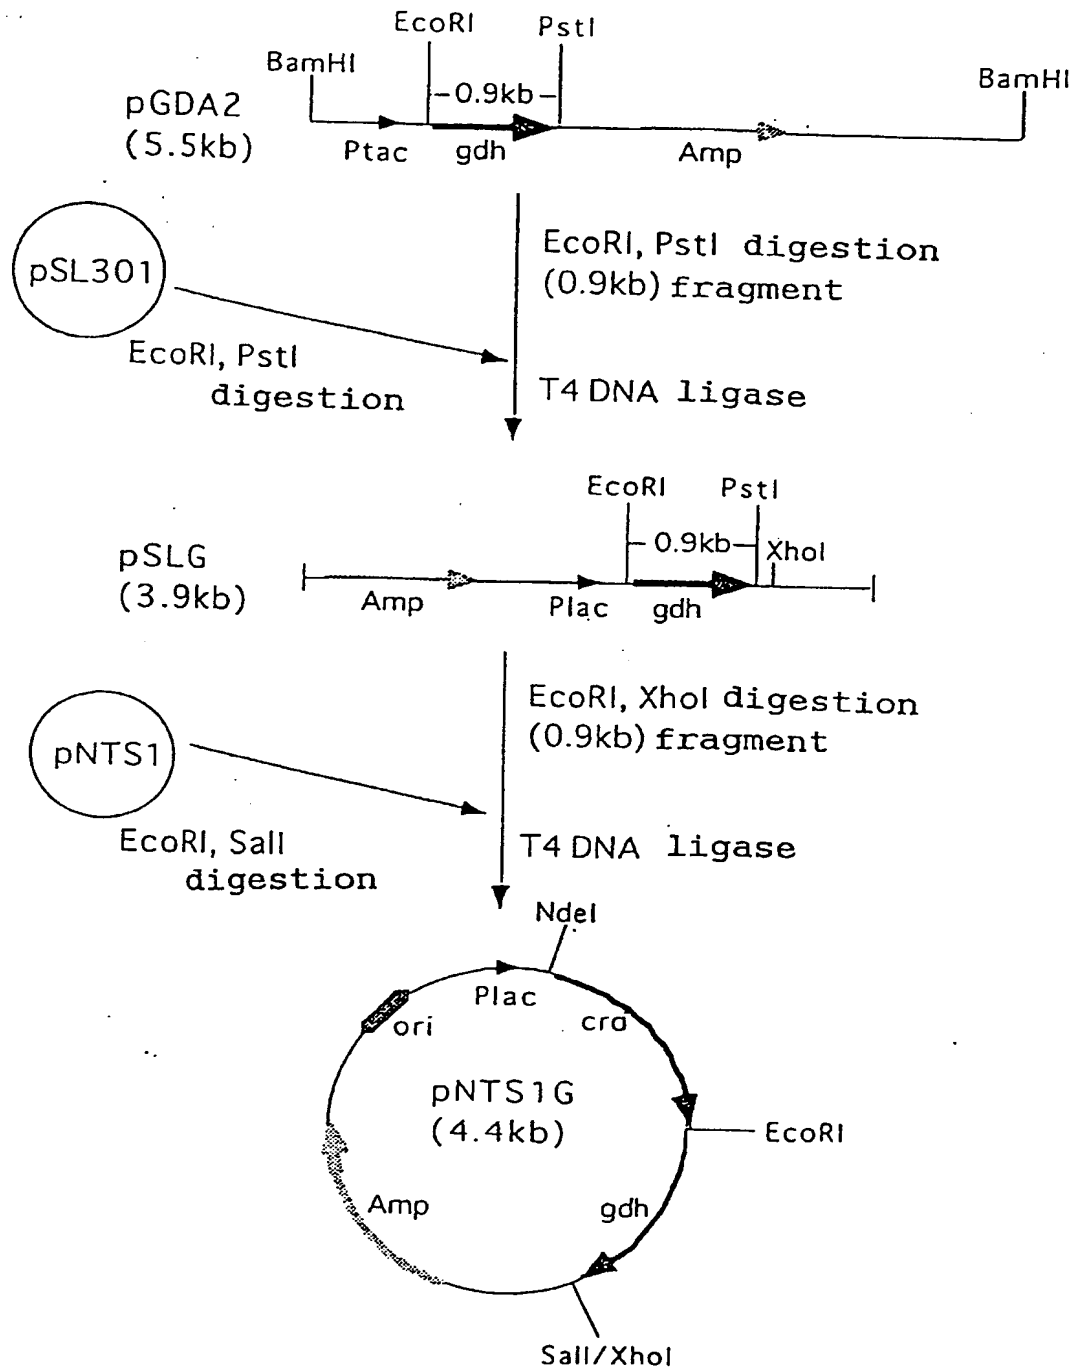 EcoRI PstI
BamHI BamHI
0.9kb
pGDA2
(5.5kb)
Ptac gdh Amp
pSL301
EcoRI, PstI digestion
(0.9kb) fragment
EcoRI, PstI
digestion
T4 DNA ligase
EcoRI PstI
0.9kb XhoI
pSLG
(3.9kb)
Amp Plac gdh
EcoRI, XhoI digestion
(0.9kb) fragment
pNTS1
EcoRI, SalI
digestion
T4 DNA ligase
NdeI
Plac
ori crd
pNTS1G
(4.4kb)
EcoRI
Amp gdh
SalI/XhoI